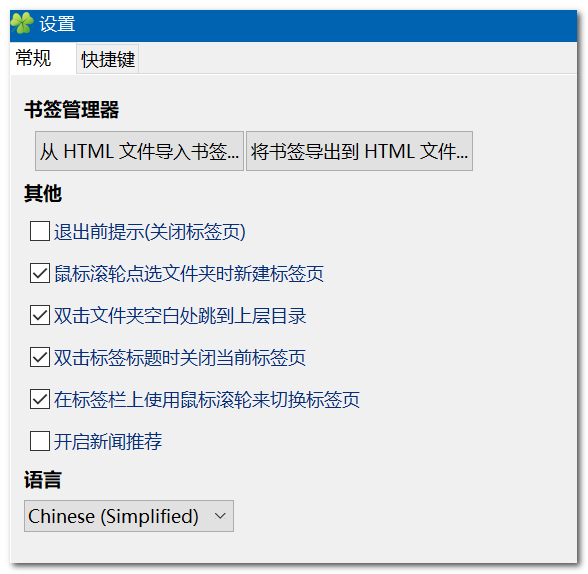 设置
常规
快捷键
书签管理器
从 HTML 文件导入书签...
将书签导出到 HTML 文件...
其他
退出前提示(关闭标签页)
鼠标滚轮点选文件夹时新建标签页
双击文件夹空白处跳到上层目录
双击标签标题时关闭当前标签页
在标签栏上使用鼠标滚轮来切换标签页
开启新闻推荐
语言
Chinese (Simplified)